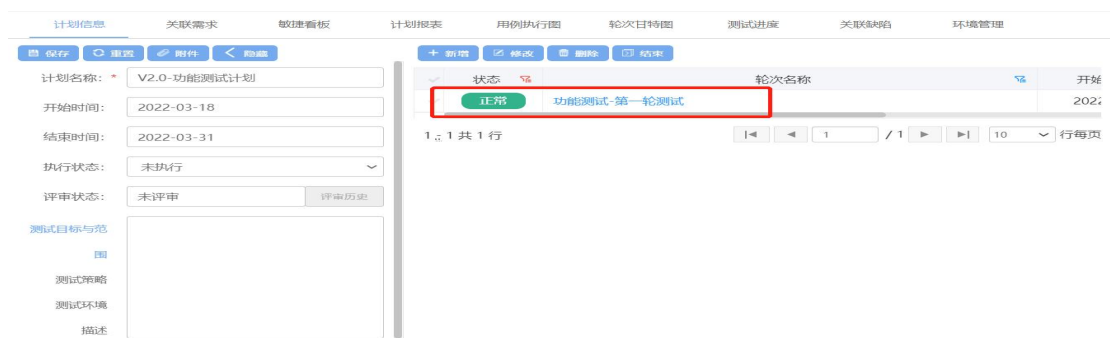 计划信息 关联需求 敏捷看板 计划报表 用例执行图 轮次甘特图 测试进度 关联缺陷 环境管理
保存 重置 附件 隐藏
计划名称: * V2.0-功能测试计划
开始时间: 2022-03-18
结束时间: 2022-03-31
执行状态: 未执行
评审状态: 未评审 评审历史
测试目标与范
围
测试策略
测试环境
描述
新增 修改 删除 结束
状态 轮次名称 开始
正常 功能测试-第一轮测试 2022
1 .. 1 共 1 行 1 / 1 10 行每页